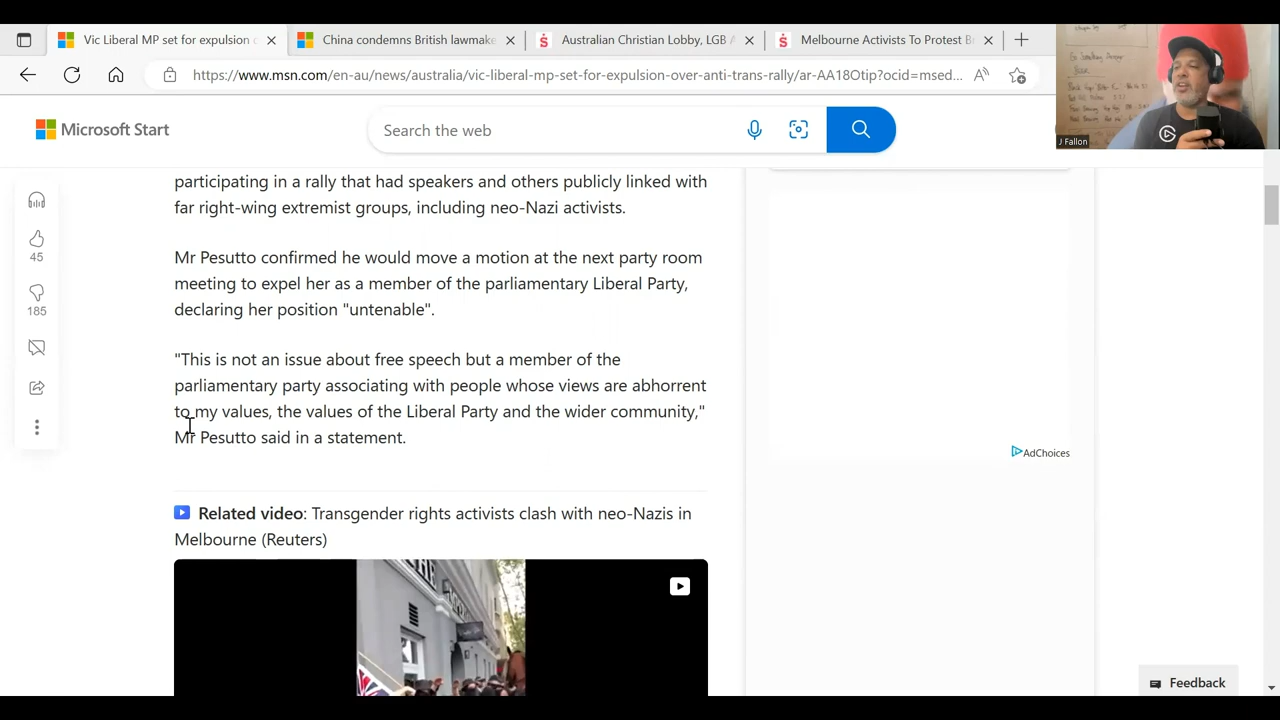 Vic Liberal MP set for expulsion
China condemns British lawmake
Australian Christian Lobby, LGB
Melbourne Activists To Protest B
https://www.msn.com/en-au/news/australia/vic-liberal-mp-set-for-expulsion-over-anti-trans-rally/ar-AA18Otip?ocid=msed...
J Fallon
Microsoft Start
Search the web
45
185
participating in a rally that had speakers and others publicly linked with
far right-wing extremist groups, including neo-Nazi activists.
Mr Pesutto confirmed he would move a motion at the next party room
meeting to expel her as a member of the parliamentary Liberal Party,
declaring her position "untenable".
"This is not an issue about free speech but a member of the
parliamentary party associating with people whose views are abhorrent
to my values, the values of the Liberal Party and the wider community,"
Mr Pesutto said in a statement.
AdChoices
Related video: Transgender rights activists clash with neo-Nazis in
Melbourne (Reuters)
Feedback